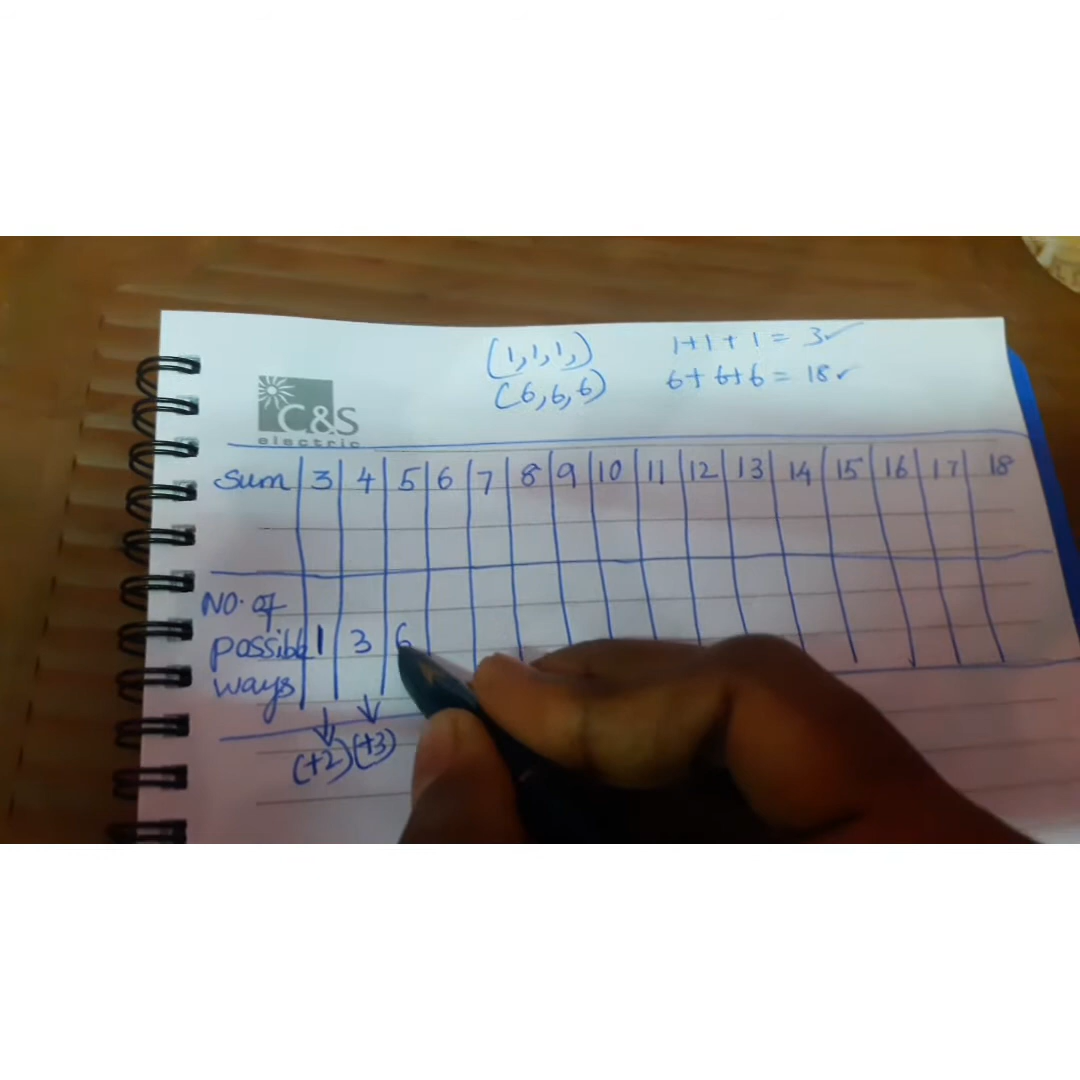 (1,1,1,) 1+1+1 = 3✓
(6,6,6) 6+6+6 = 18✓
C&S
electric
Sum 3 4 5 6 7 8 9 10 11 12 13 14 15 16 17 18
NO. of
possible 1 3 6
ways
(+2) (+3)